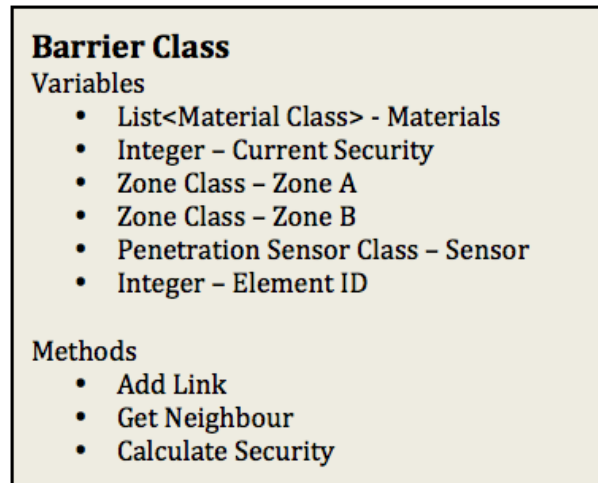 Barrier Class
Variables
• List<Material Class> - Materials
• Integer – Current Security
• Zone Class – Zone A
• Zone Class – Zone B
• Penetration Sensor Class – Sensor
• Integer – Element ID
Methods
• Add Link
• Get Neighbour
• Calculate Security